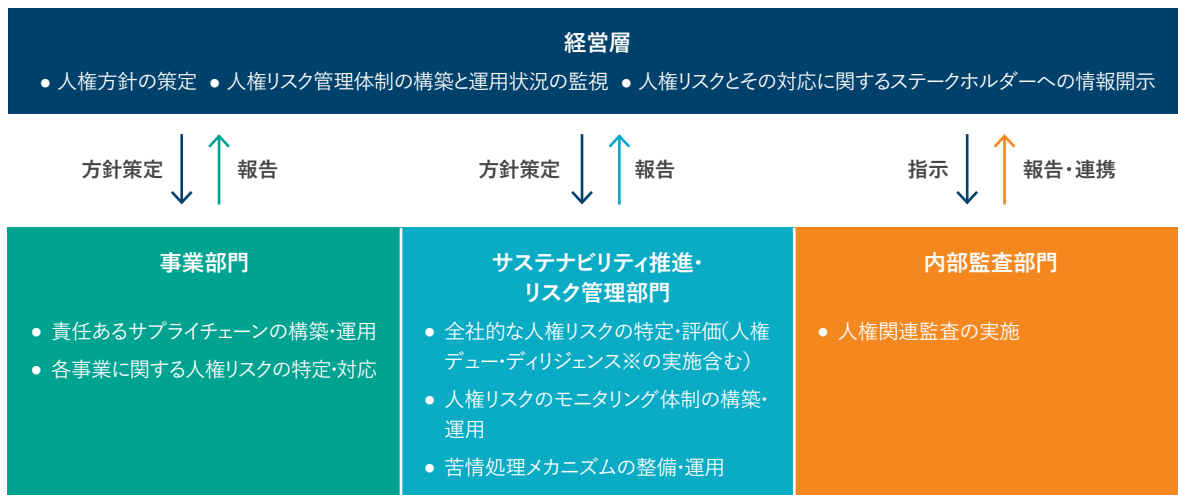 経営層
● 人権方針の策定 ● 人権リスク管理体制の構築と運用状況の監視 ● 人権リスクとその対応に関するステークホルダーへの情報開示
方針策定 報告
方針策定 報告
指示 報告・連携
事業部門
● 責任あるサプライチェーンの構築・運用
● 各事業に関する人権リスクの特定・対応
サステナビリティ推進・
リスク管理部門
● 全社的な人権リスクの特定・評価(人権
デュー・ディリジェンス※の実施含む)
● 人権リスクのモニタリング体制の構築・
運用
● 苦情処理メカニズムの整備・運用
内部監査部門
● 人権関連監査の実施